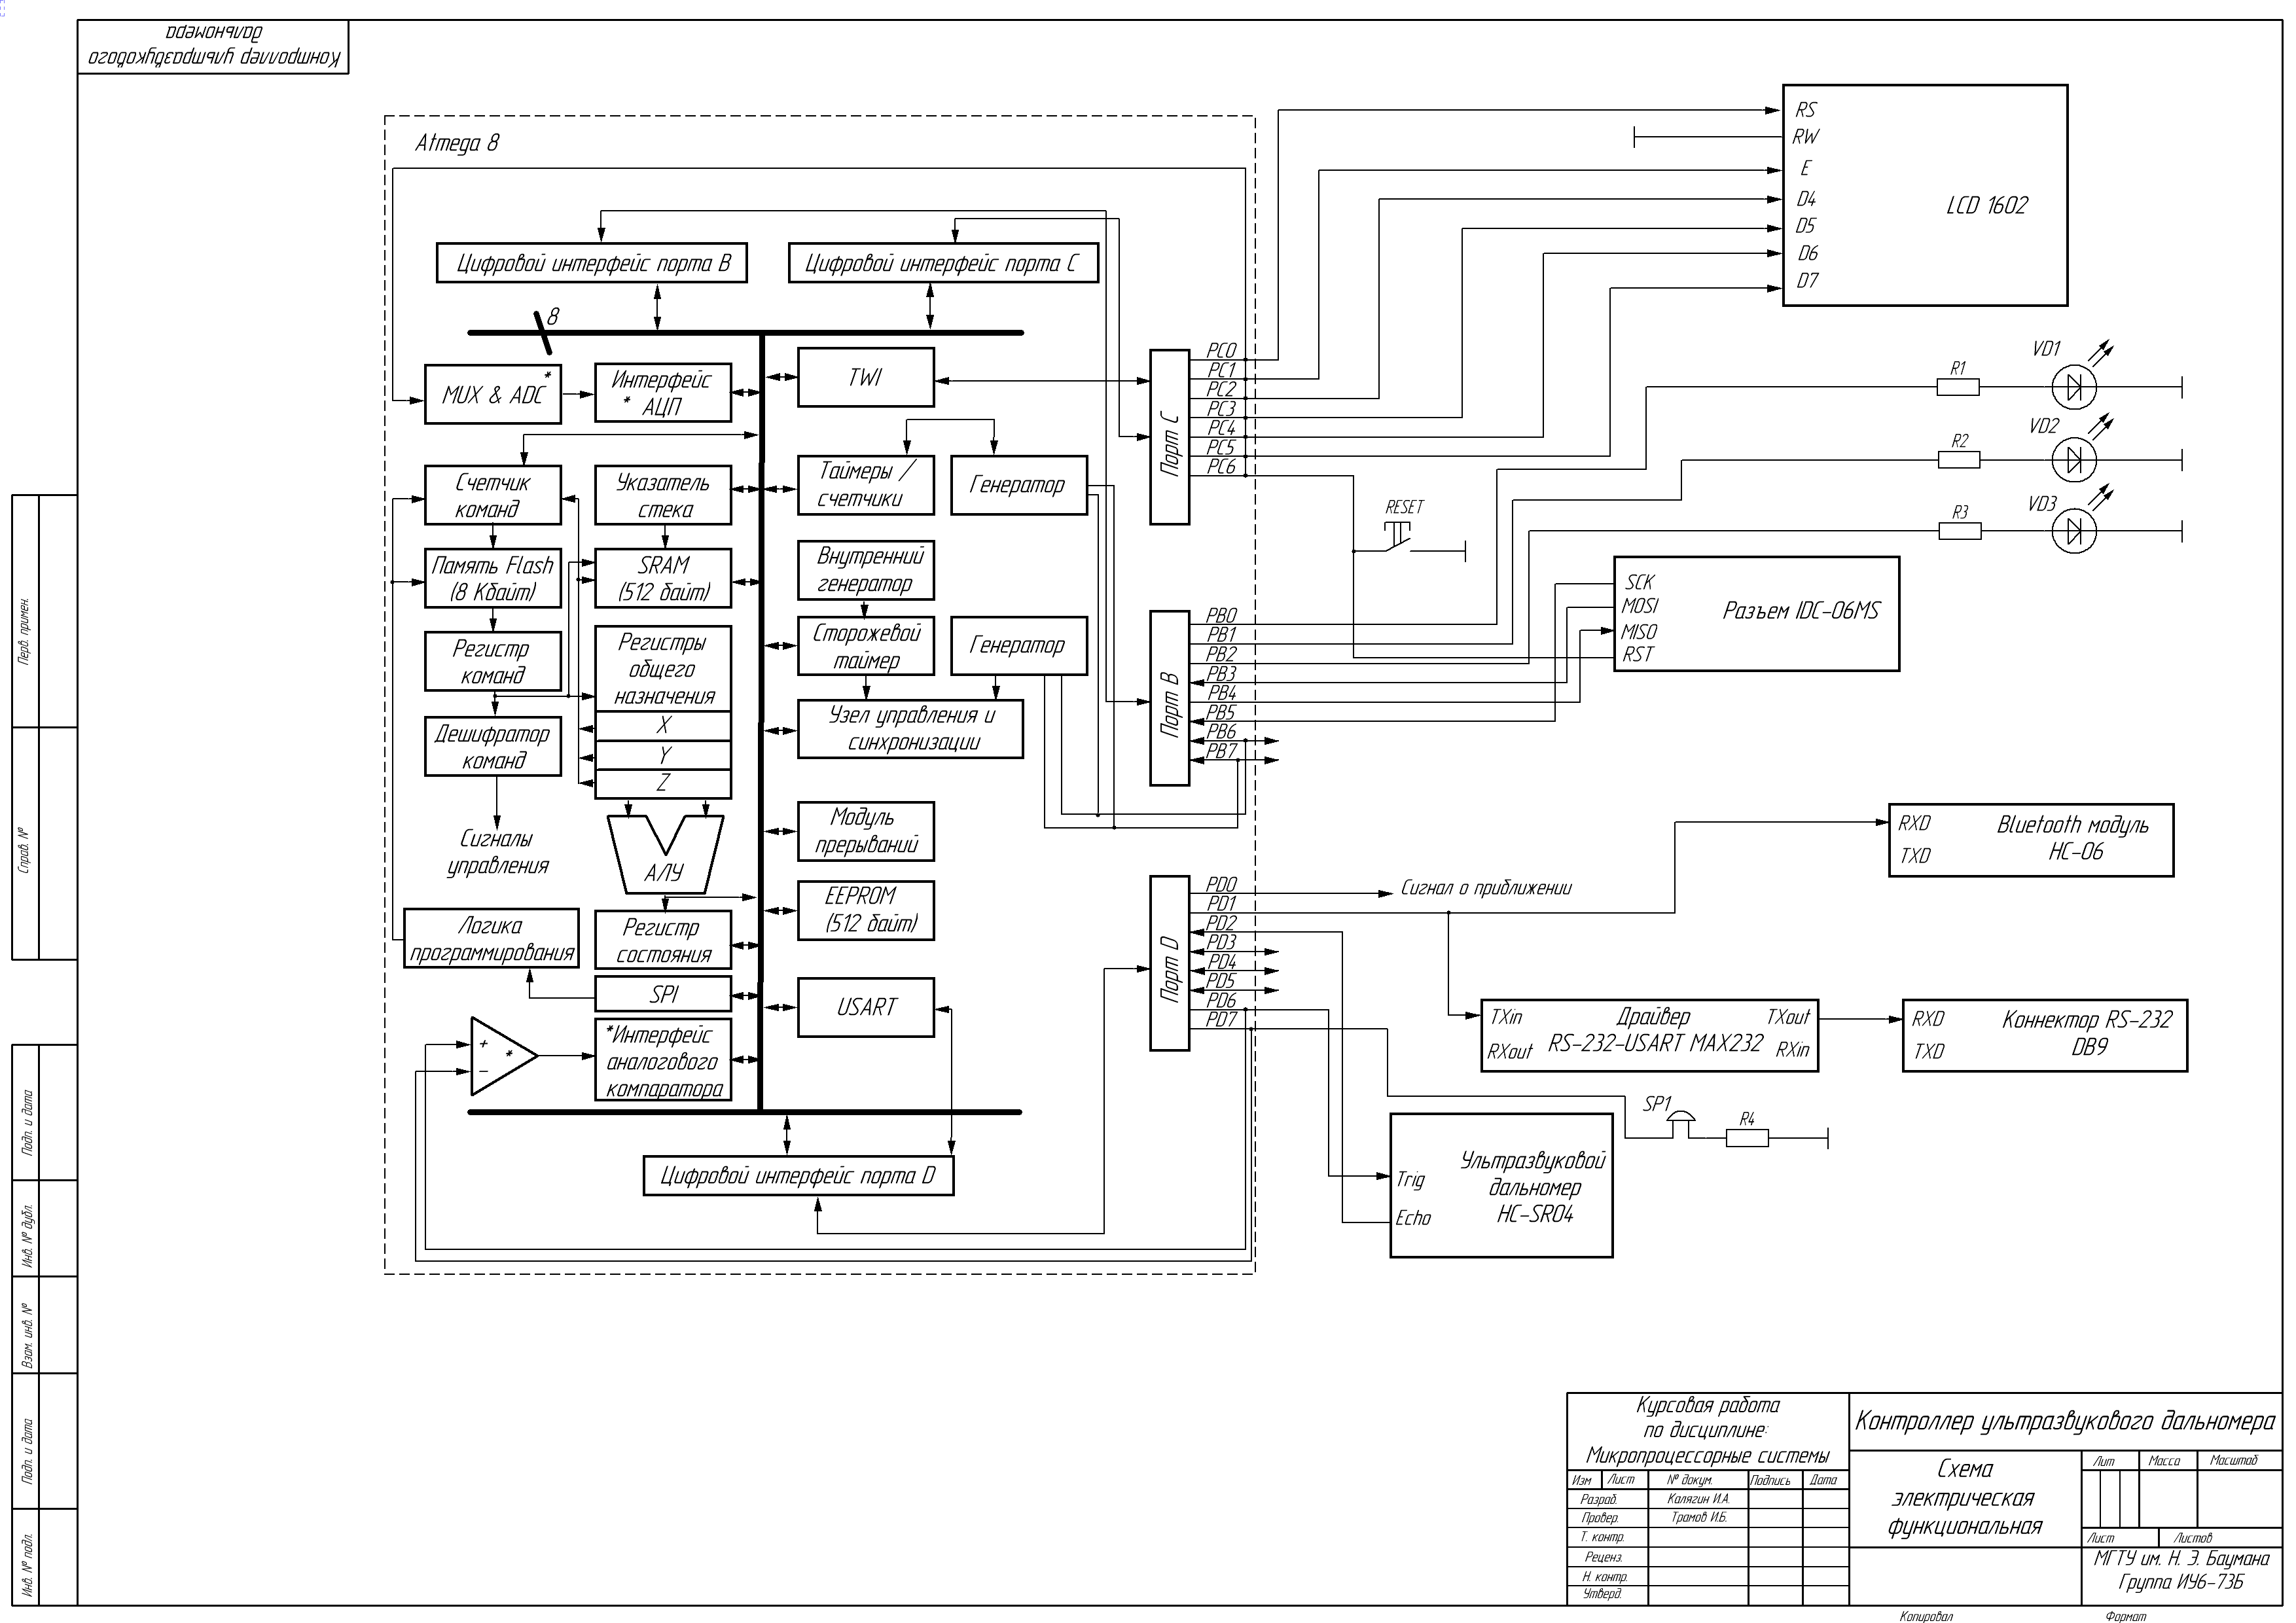 Контроллер ультразвукового
дальномера
Atmega 8
Цифровой интерфейс порта B
Цифровой интерфейс порта C
8
MUX & ADC *
Интерфейс
* АЦП
TWI
Счетчик
команд
Указатель
стека
Таймеры /
счетчики
Генератор
Память Flash
(8 Кбайт)
SRAM
(512 байт)
Внутренний
генератор
Регистр
команд
Регистры
общего
назначения
X
Y
Z
Сторожевой
таймер
Генератор
Узел управления и
синхронизации
Дешифратор
команд
Сигналы
управления
АЛУ
Модуль
прерываний
EEPROM
(512 байт)
Логика
программирования
Регистр
состояния
SPI
USART
+
*
–
*Интерфейс
аналогового
компаратора
Цифровой интерфейс порта D
Порт C
PC0
PC1
PC2
PC3
PC4
PC5
PC6
Порт B
PB0
PB1
PB2
PB3
PB4
PB5
PB6
PB7
Порт D
PD0
PD1
PD2
PD3
PD4
PD5
PD6
PD7
RS
RW
E
D4
D5
D6
D7
LCD 1602
R1
VD1
R2
VD2
R3
VD3
RESET
SCK
MOSI
MISO
RST
Разъем IDC-06MS
Сигнал о приближении
RXD
TXD
Bluetooth модуль
HC-06
TXin
RXout
Драйвер
RS-232-USART MAX232
TXout
RXin
RXD
TXD
Коннектор RS-232
DB9
SP1
R4
Trig
Echo
Ультразвуковой
дальномер
HC-SR04
Перв. примен.
Справ. №
Подп. и дата
Инв. № дубл.
Взам. инв. №
Подп. и дата
Инв. № подл.
Курсовая работа
по дисциплине:
Микропроцессорные системы
Изм Лист № докум. Подпись Дата
Разраб. Калягин И.А.
Провер. Трамов И.Б.
Т. контр.
Реценз.
Н. контр.
Утверд.
Контроллер ультразвукового дальномера
Схема
электрическая
функциональная
Лит Масса Масштаб
Лист Листов
МГТУ им. Н. Э. Баумана
Группа ИУ6-73Б
Копировал Формат